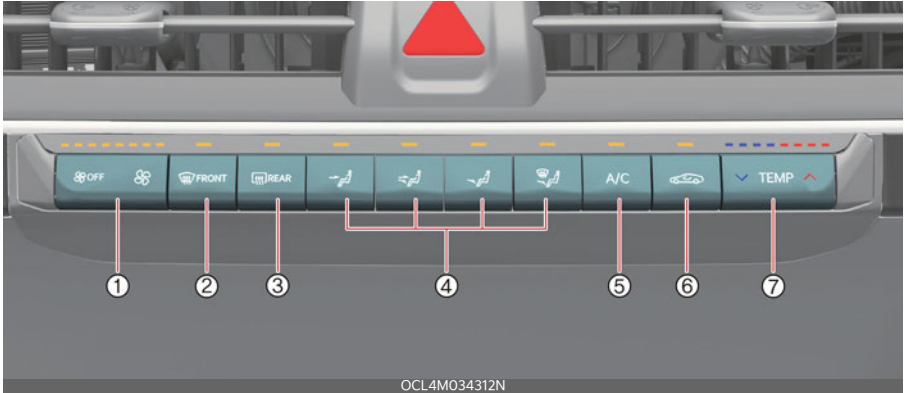 OFF FRONT REAR A/C TEMP
① ② ③ ④ ⑤ ⑥ ⑦
OCL4M034312N